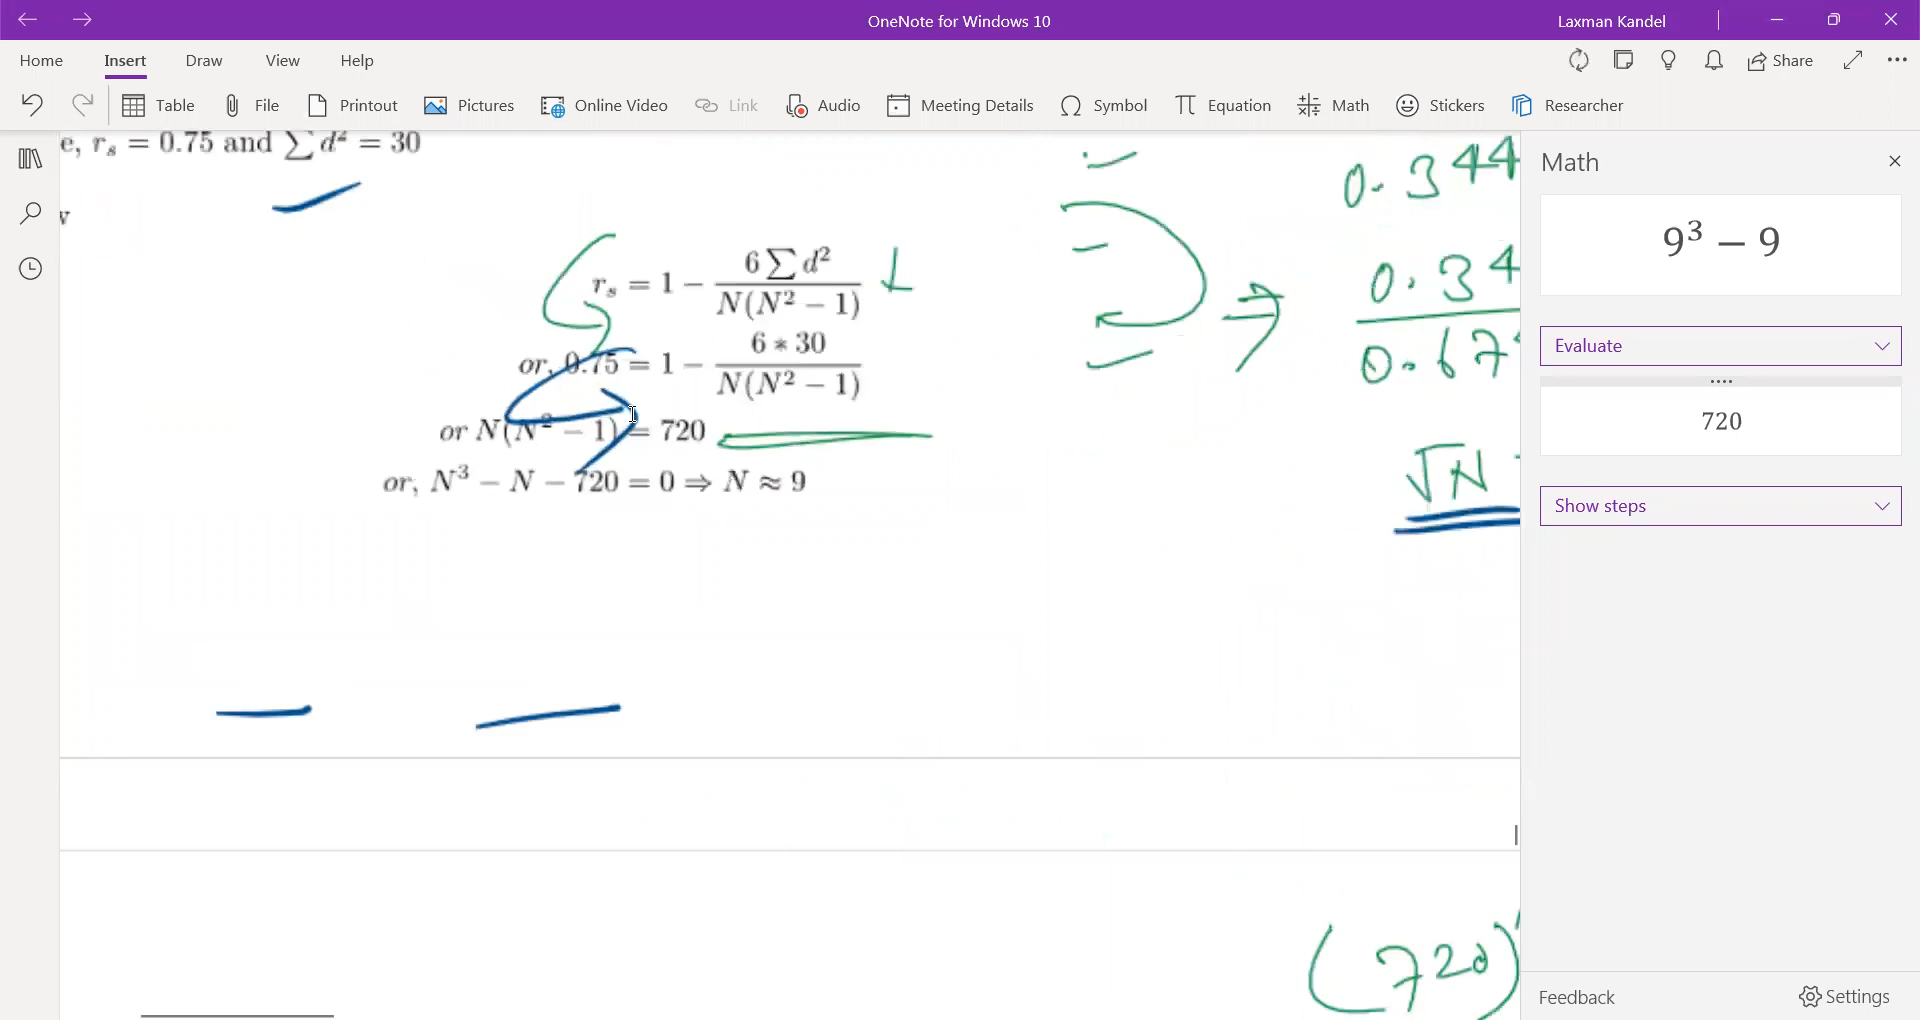 OneNote for Windows 10
Laxman Kandel
Home Insert Draw View Help
Share
Table File Printout Pictures Online Video Link Audio Meeting Details Symbol Equation Math Stickers Researcher
e, r_s = 0.75 and ∑ d² = 30
r_s = 1 − 6 ∑ d² / N(N² − 1)
or, 0.75 = 1 − 6 * 30 / N(N² − 1)
or N(N² − 1) = 720
or, N³ − N − 720 = 0 ⇒ N ≈ 9
0.344
0.34
0.67
√N
(720)
Math
9³ − 9
Evaluate
720
Show steps
Feedback
Settings